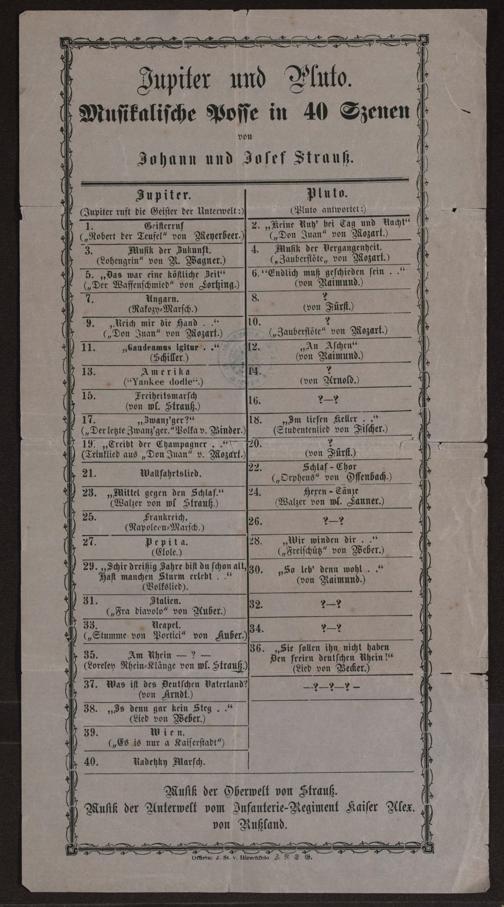 Jupiter und Pluto.
Musikalische Posse in 40 Szenen
von
Johann und Josef Strauß.
Jupiter.
(Jupiter ruft die Geister der Unterwelt:)
1. Geisterruf
(„Robert der Teufel“ von Meyerbeer.)
3. Musik der Zukunft.
(„Lohengrin“ von R. Wagner.)
5. „Das war eine köstliche Zeit“
(„Der Waffenschmied“ von Lortzing.)
7. Ungarn.
(Rakozy-Marsch.)
9. „Reich mir die Hand . .“
(„Don Juan“ von Mozart.)
11. „Gaudeamus igitur . .“
(Schiller.)
13. Amerika
(“Yankee dodle“.)
15. Freiheitsmarsch
(von wl. Strauß.)
17. „Zwanz'ger?“
(„Der letzte Zwanz'ger.“ Polka v. Binder.)
19. „Treibt der Champagner . .“
(Trinklied aus „Don Juan“ v. Mozart.)
21. Wallfahrtslied.
23. „Mittel gegen den Schlaf.“
(Walzer von wl Strauß.)
25. Frankreich.
(Napoleon-Marsch.)
27. Pepita.
(Etole.)
29. „Schir dreißig Jahre bist du schon alt,
Hast manchen Sturm erlebt . .“
(Volkslied).
31. Italien.
(„Fra diavolo“ von Auber.)
33. Neapel.
(„Stumme von Portici“ von Auber.)
35. Am Rhein — ? —
(Loreley Rhein-Klänge von wl. Strauß.)
37. Was ist des Deutschen Vaterland?
(von Arndt.)
38. „Is denn gar kein Steg . .“
(Lied von Weber.)
39. Wien.
(„Es is nur a Kaiserstadt“)
40. Radetzky Marsch.
Pluto.
(Pluto antwortet:)
2. „Keine Ruh' bei Tag und Nacht“
(„Don Juan“ von Mozart.)
4. Musik der Vergangenheit.
(„Zauberflöte“ von Mozart.)
6. “Endlich muß geschieden sein . .“
(von Raimund.)
8. ?
(von Fürst.)
10. ?
(„Zauberflöte“ von Mozart.)
12. „An Aschen“
(von Raimund.)
14. ?
(von Arnold.)
16. ?—?
18. „Im tiefen Keller . .“
(Studentenlied von Fischer.)
20. ?
(von Fürst.)
22. Schlaf-Chor
(„Orpheus“ von Offenbach.)
24. Hexen-Tänze
(Walzer von wl. Lanner.)
26. ?—?
28. „Wir winden dir . .“
(„Freischütz“ von Weber.)
30. „So leb' denn wohl . .“
(von Raimund.)
32. ?—?
34. ?—?
36. „Sie sollen ihn nicht haben
Den freien deutschen Rhein!“
(Lied von Becker.)
—?—?—? –
Musik der Oberwelt von Strauß.
Musik der Unterwelt vom Infanterie-Regiment Kaiser Alex.
von Rußland.